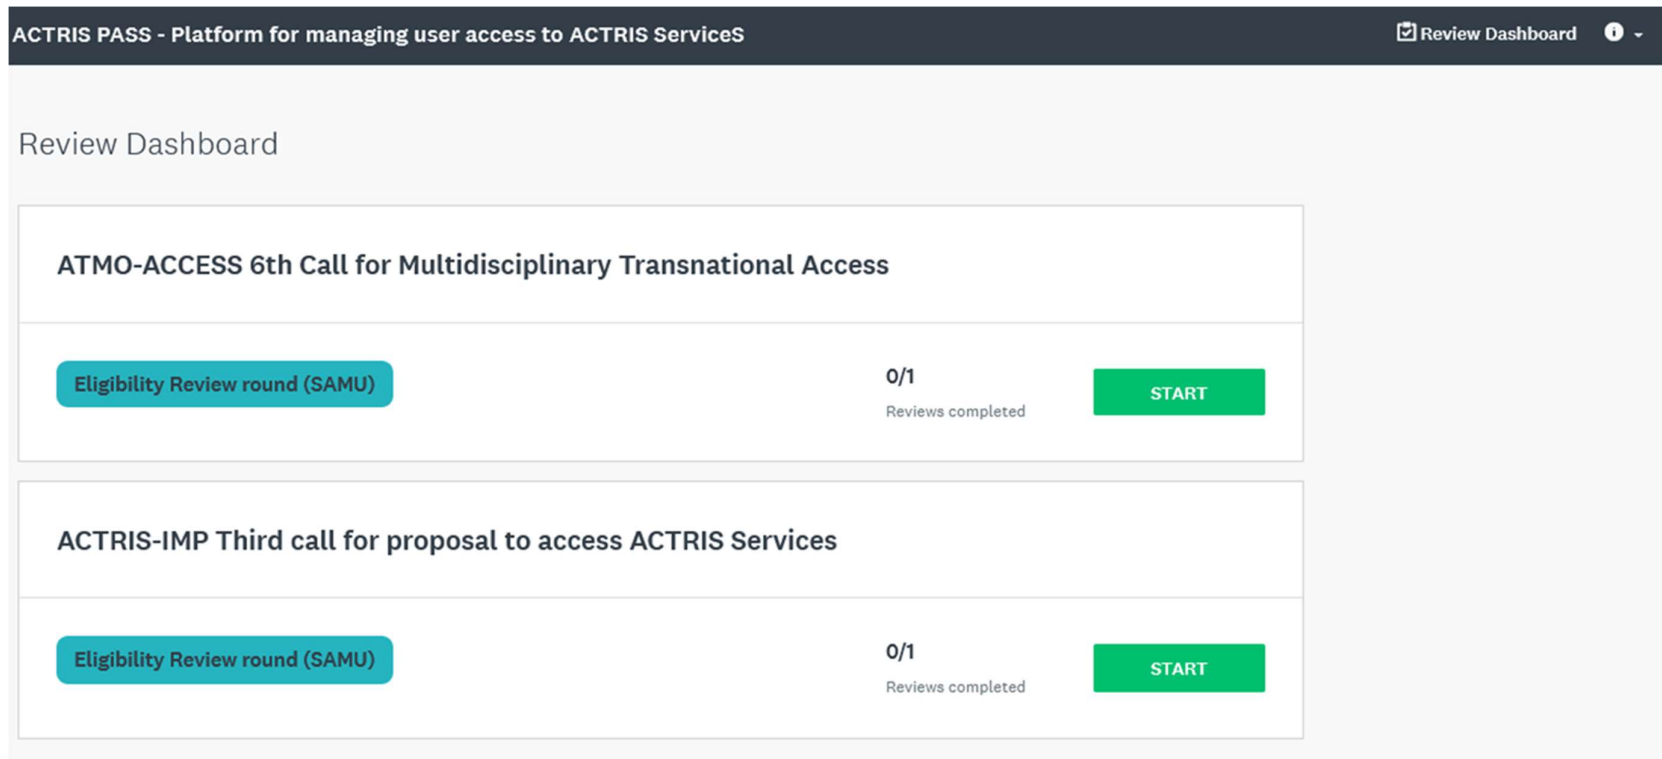 ACTRIS PASS - Platform for managing user access to ACTRIS ServiceS
Review Dashboard
Review Dashboard
ATMO-ACCESS 6th Call for Multidisciplinary Transnational Access
Eligibility Review round (SAMU)
0/1
Reviews completed
START
ACTRIS-IMP Third call for proposal to access ACTRIS Services
Eligibility Review round (SAMU)
0/1
Reviews completed
START